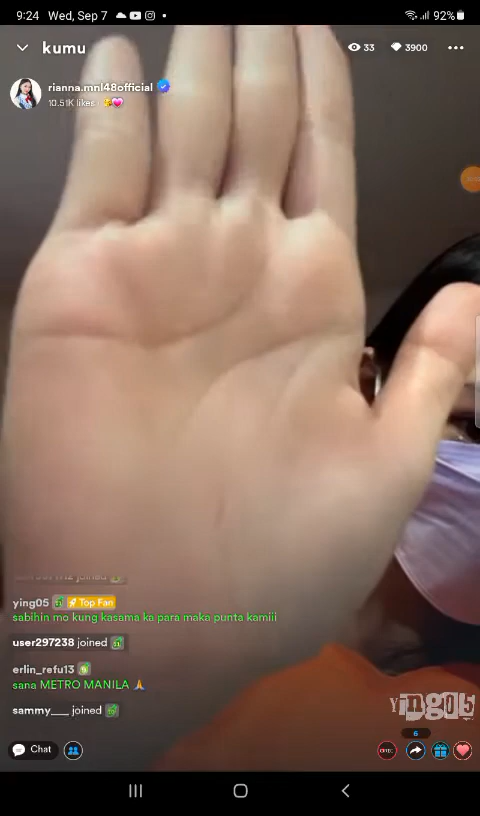 9:24 Wed, Sep 7
92%
kumu
33
3900
rianna.mnl48official
10.51K likes
ying05
Top Fan
sabihin mo kung kasama ka para maka punta kamiii
user297238 joined
erlin_refu13
sana METRO MANILA 🙏
sammy___ joined
Ying05
6
Chat